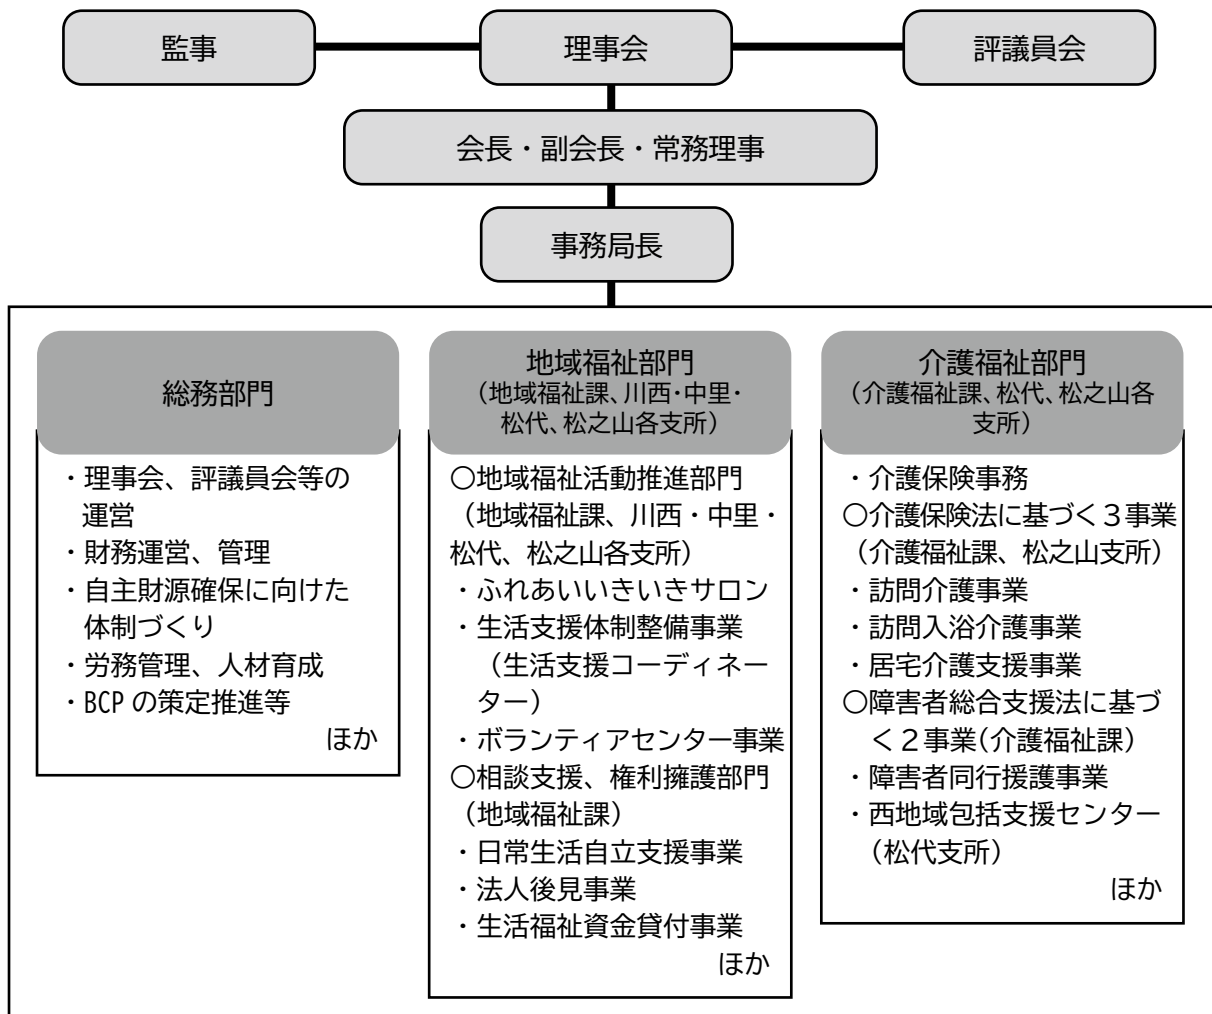 監事
理事会
評議員会
会長・副会長・常務理事
事務局長
総務部門
・理事会、評議員会等の
運営
・財務運営、管理
・自主財源確保に向けた
体制づくり
・労務管理、人材育成
・BCP の策定推進等
ほか
地域福祉部門
（地域福祉課、川西・中里・
松代、松之山各支所）
〇地域福祉活動推進部門
（地域福祉課、川西・中里・
松代、松之山各支所）
・ふれあいいきいきサロン
・生活支援体制整備事業
（生活支援コーディネー
ター）
・ボランティアセンター事業
〇相談支援、権利擁護部門
（地域福祉課）
・日常生活自立支援事業
・法人後見事業
・生活福祉資金貸付事業
ほか
介護福祉部門
（介護福祉課、松代、松之山各
支所）
・介護保険事務
〇介護保険法に基づく３事業
（介護福祉課、松之山支所）
・訪問介護事業
・訪問入浴介護事業
・居宅介護支援事業
〇障害者総合支援法に基づ
く２事業(介護福祉課）
・障害者同行援護事業
・西地域包括支援センター
（松代支所）
ほか